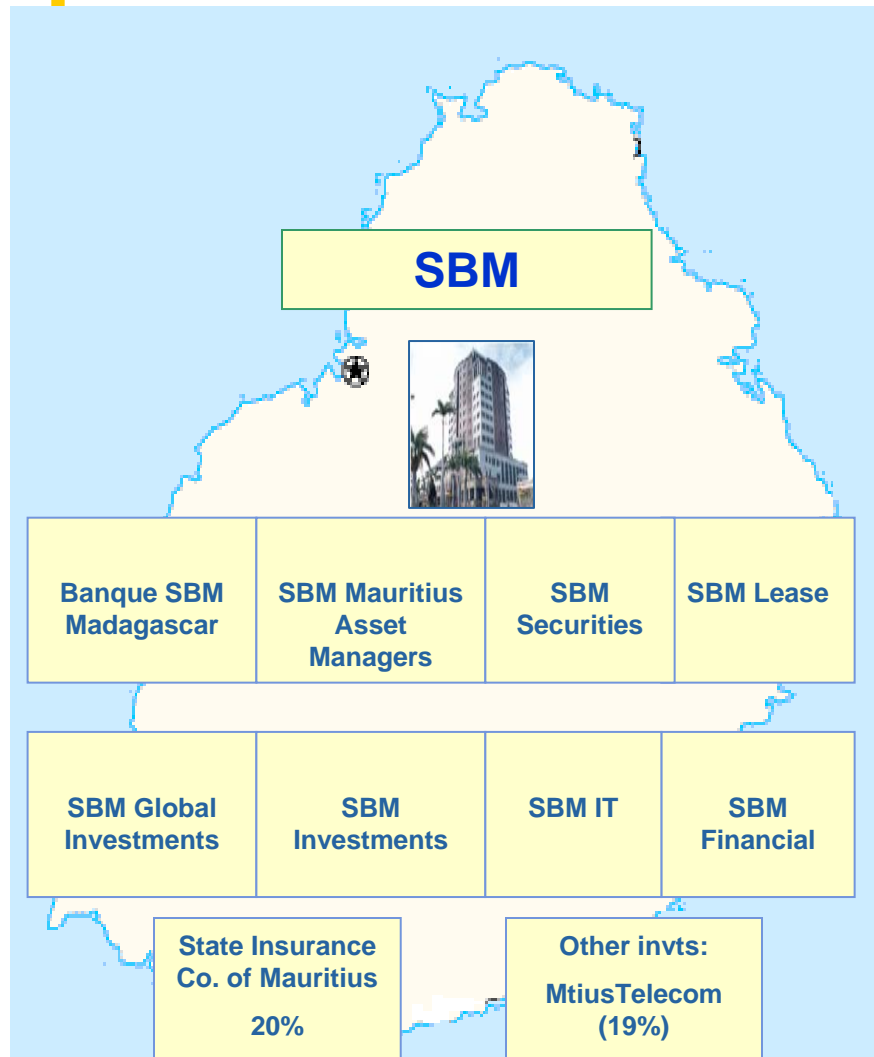 SBM
Banque SBM
Madagascar
SBM Mauritius
Asset
Managers
SBM
Securities
SBM Lease
SBM Global
Investments
SBM
Investments
SBM IT
SBM
Financial
State Insurance
Co. of Mauritius
20%
Other invts:
MtiusTelecom
(19%)